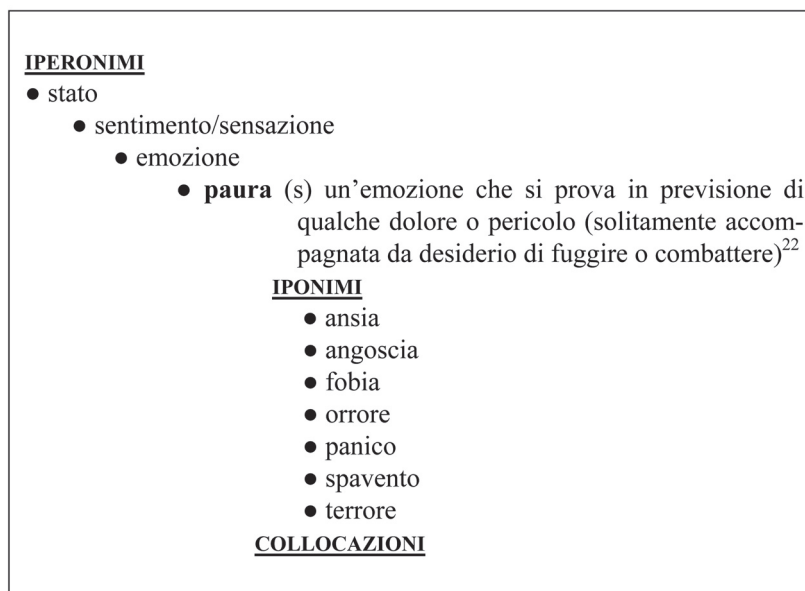 IPERONIMI
● stato
● sentimento/sensazione
● emozione
● paura (s) un’emozione che si prova in previsione di
qualche dolore o pericolo (solitamente accom-
pagnata da desiderio di fuggire o combattere)22
IPONIMI
● ansia
● angoscia
● fobia
● orrore
● panico
● spavento
● terrore
COLLOCAZIONI